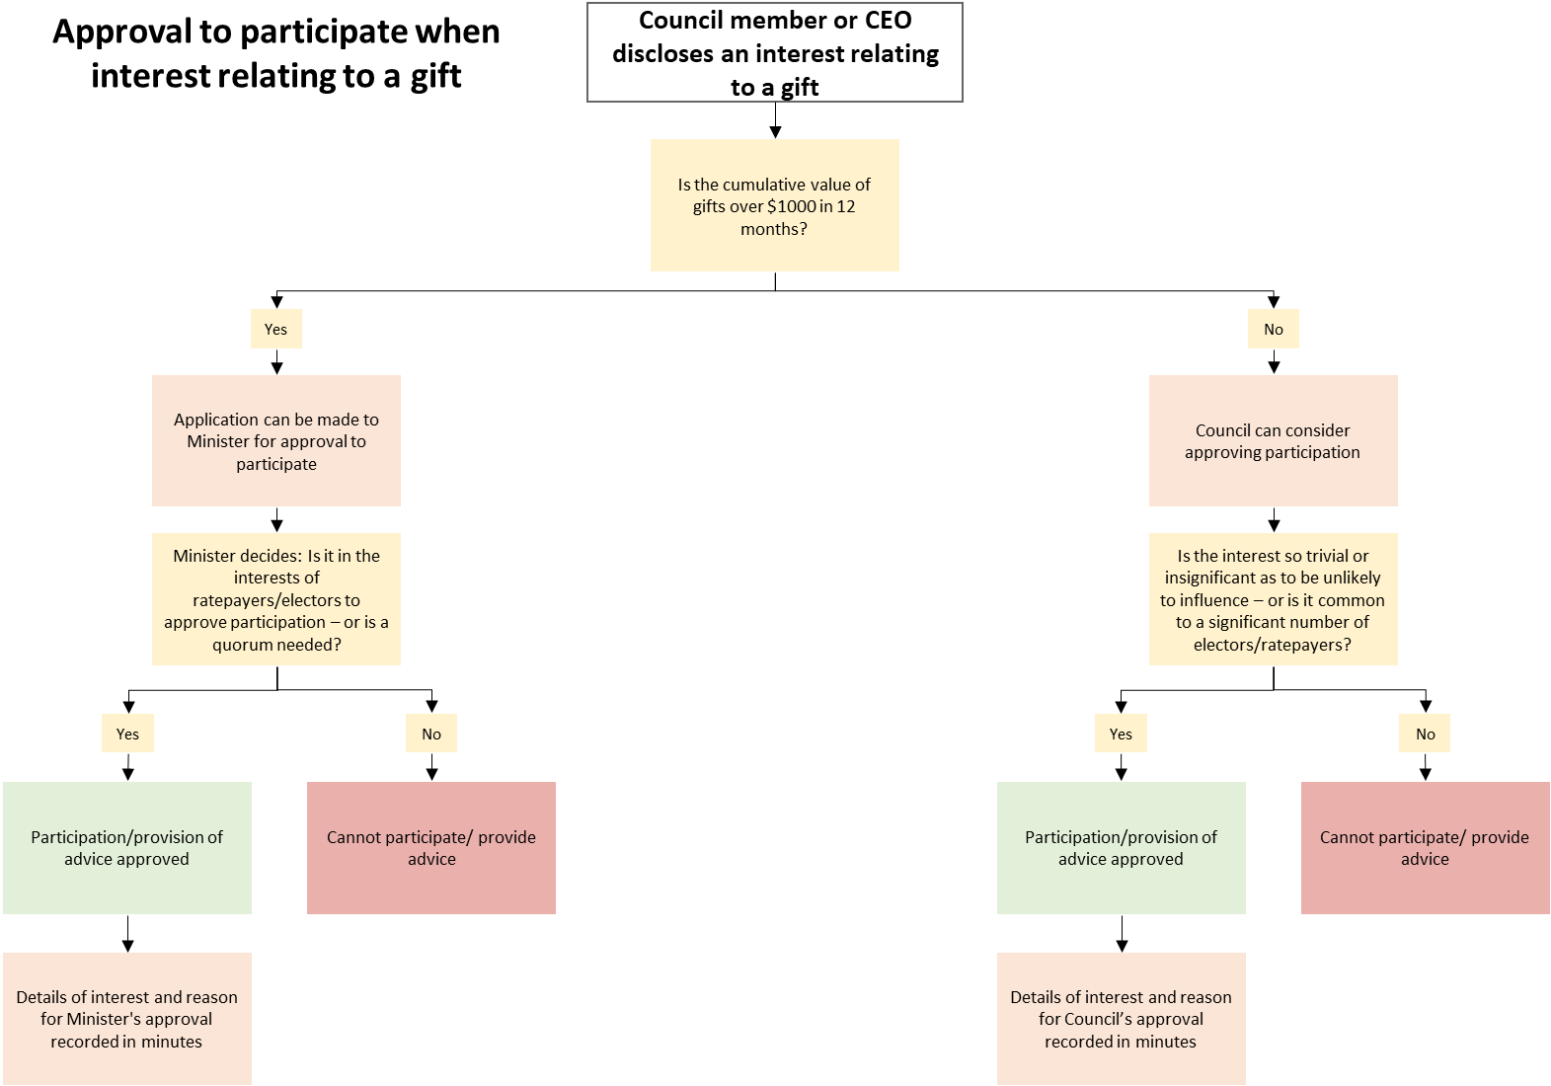 Approval to participate when
interest relating to a gift
Council member or CEO
discloses an interest relating
to a gift
Is the cumulative value of
gifts over $1000 in 12
months?
Yes
No
Application can be made to
Minister for approval to
participate
Council can consider
approving participation
Minister decides: Is it in the
interests of
ratepayers/electors to
approve participation – or is a
quorum needed?
Is the interest so trivial or
insignificant as to be unlikely
to influence – or is it common
to a significant number of
electors/ratepayers?
Yes
No
Yes
No
Participation/provision of
advice approved
Cannot participate/ provide
advice
Participation/provision of
advice approved
Cannot participate/ provide
advice
Details of interest and reason
for Minister's approval
recorded in minutes
Details of interest and reason
for Council’s approval
recorded in minutes